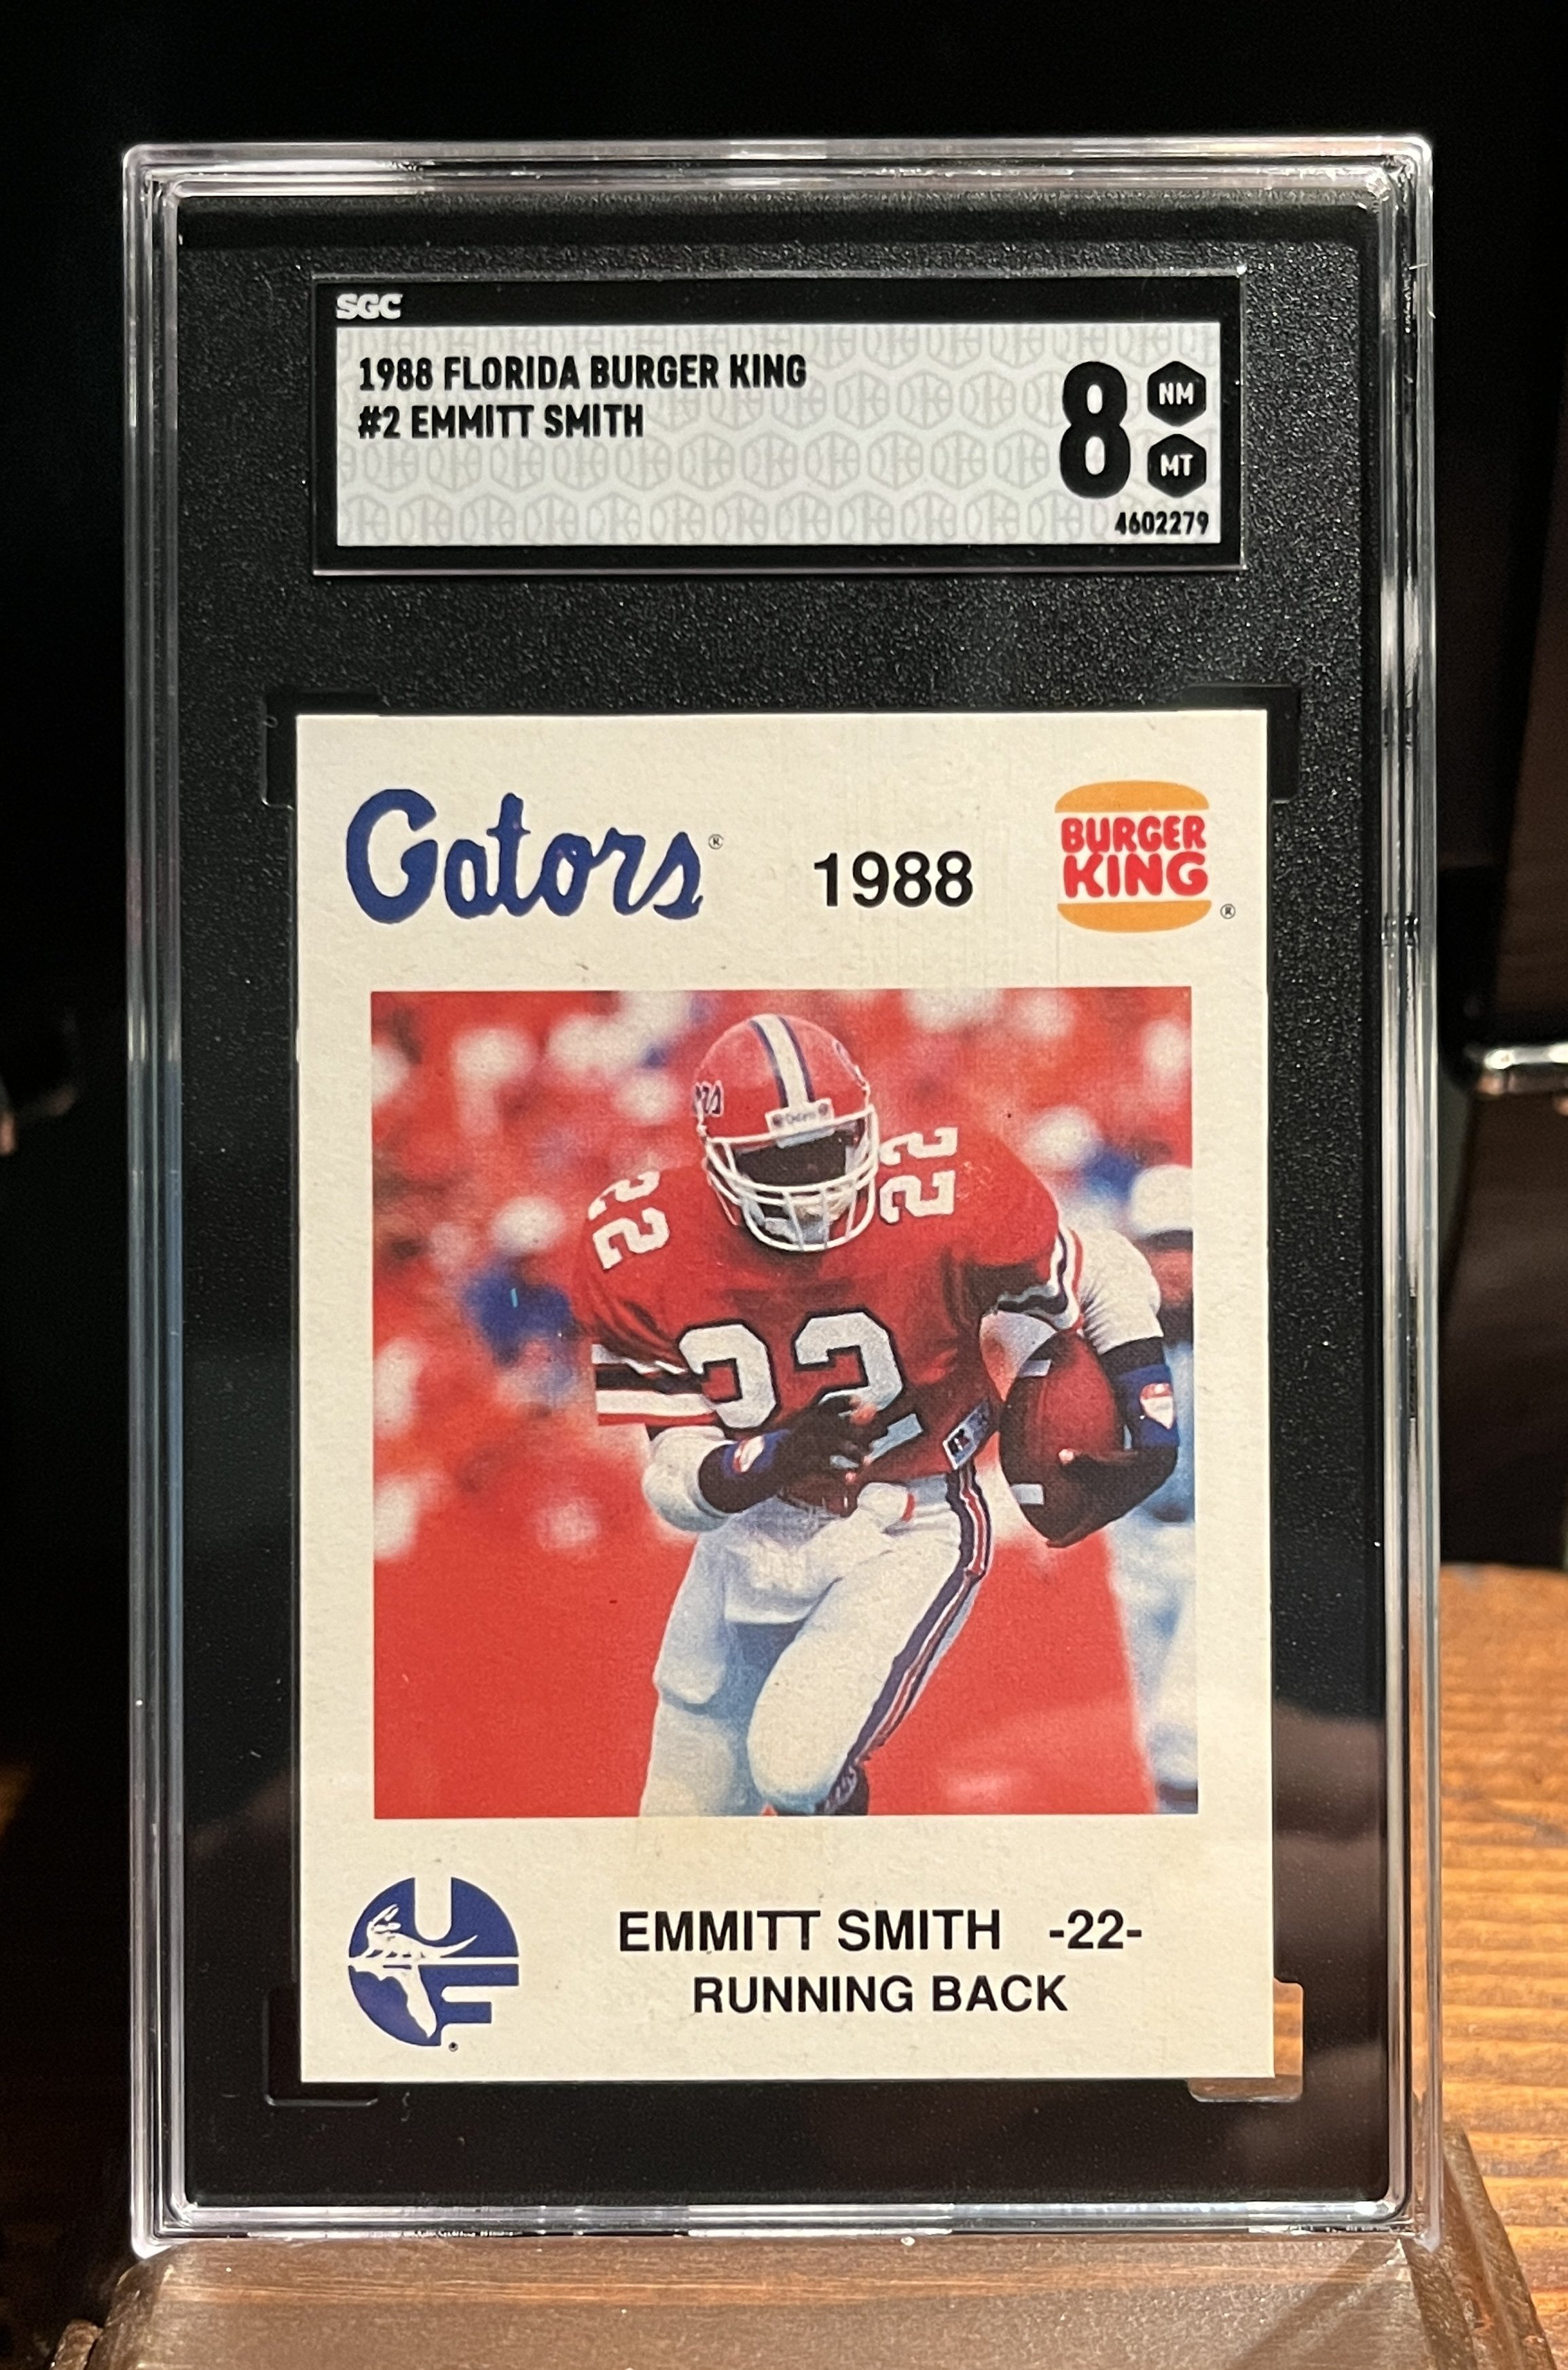 SGC
1988 FLORIDA BURGER KING
#2 EMMITT SMITH
8 NM
MT
4602279
Gators®
1988
BURGER
KING®
22
22
22
UF
EMMITT SMITH -22-
RUNNING BACK